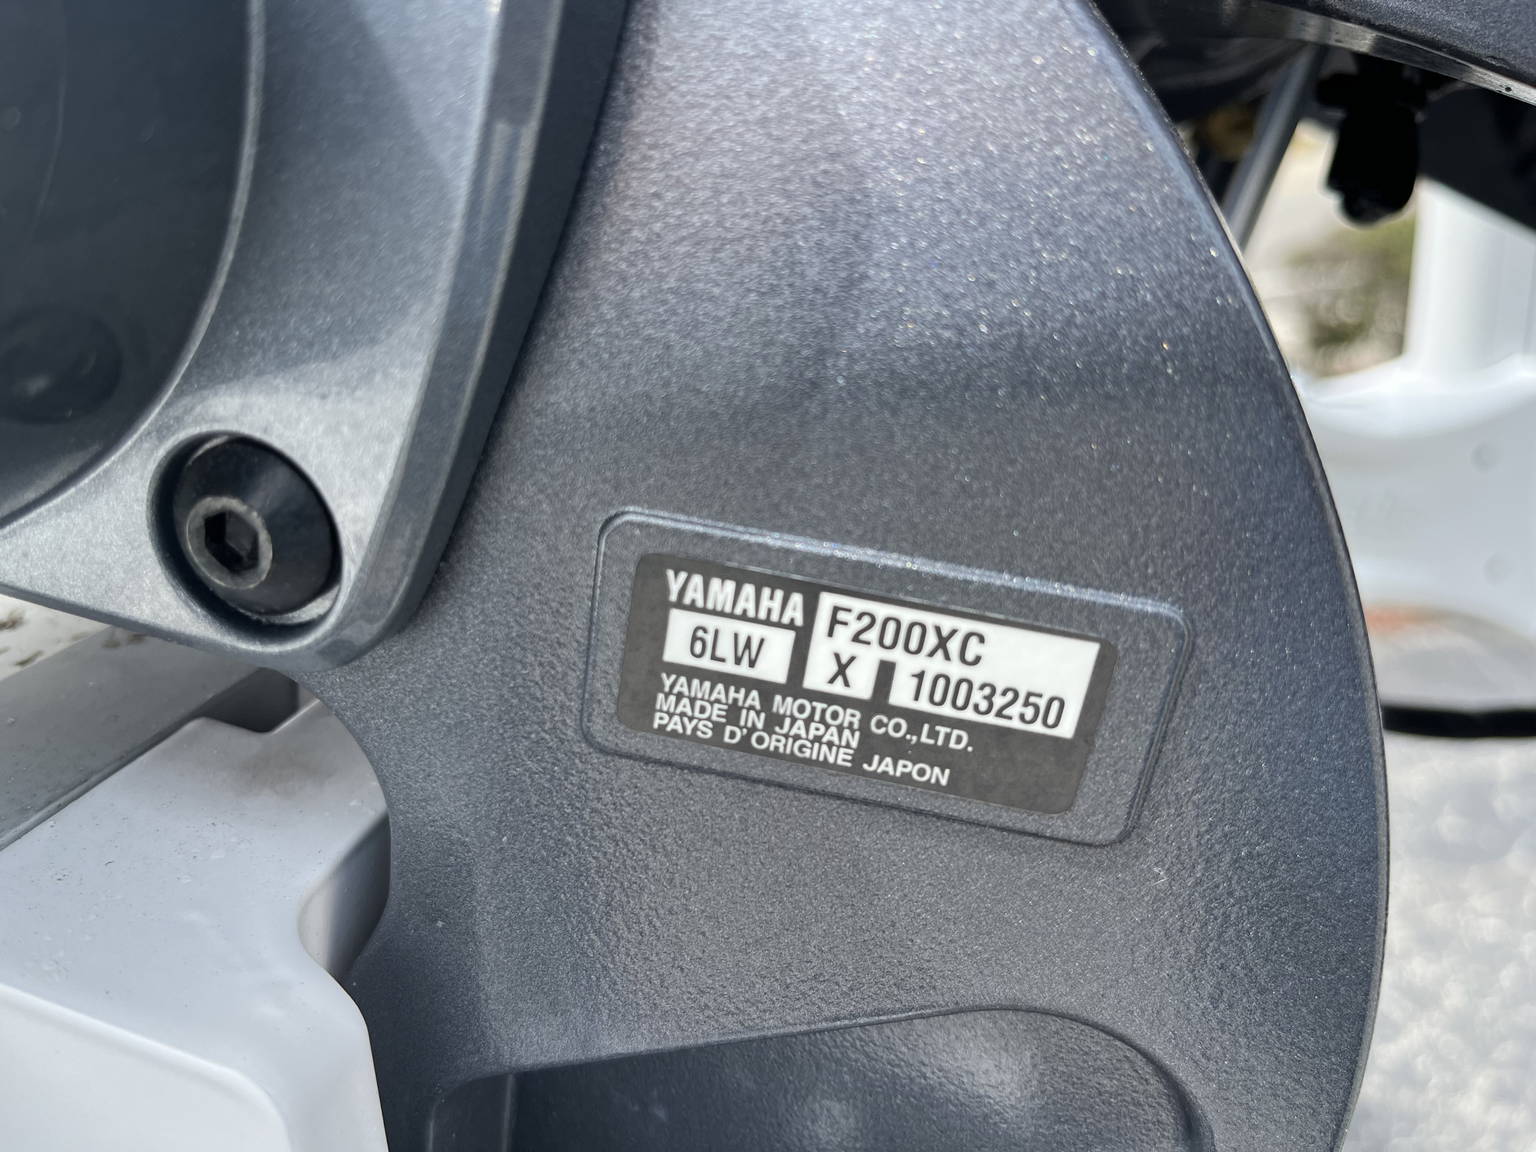 YAMAHA F200XC
6LW X 1003250
YAMAHA MOTOR CO.,LTD.
MADE IN JAPAN
PAYS D'ORIGINE JAPON